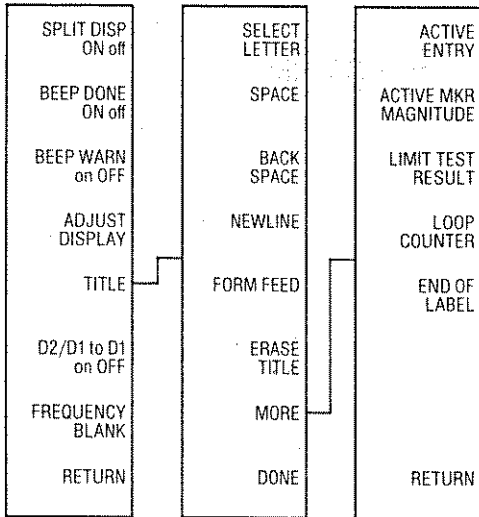 SPLIT DISP
ON off
BEEP DONE
ON off
BEEP WARN
on OFF
ADJUST
DISPLAY
TITLE
D2/D1 to D1
on OFF
FREQUENCY
BLANK
RETURN
SELECT
LETTER
SPACE
BACK
SPACE
NEWLINE
FORM FEED
ERASE
TITLE
MORE
DONE
ACTIVE
ENTRY
ACTIVE MKR
MAGNITUDE
LIMIT TEST
RESULT
LOOP
COUNTER
END OF
LABEL
RETURN